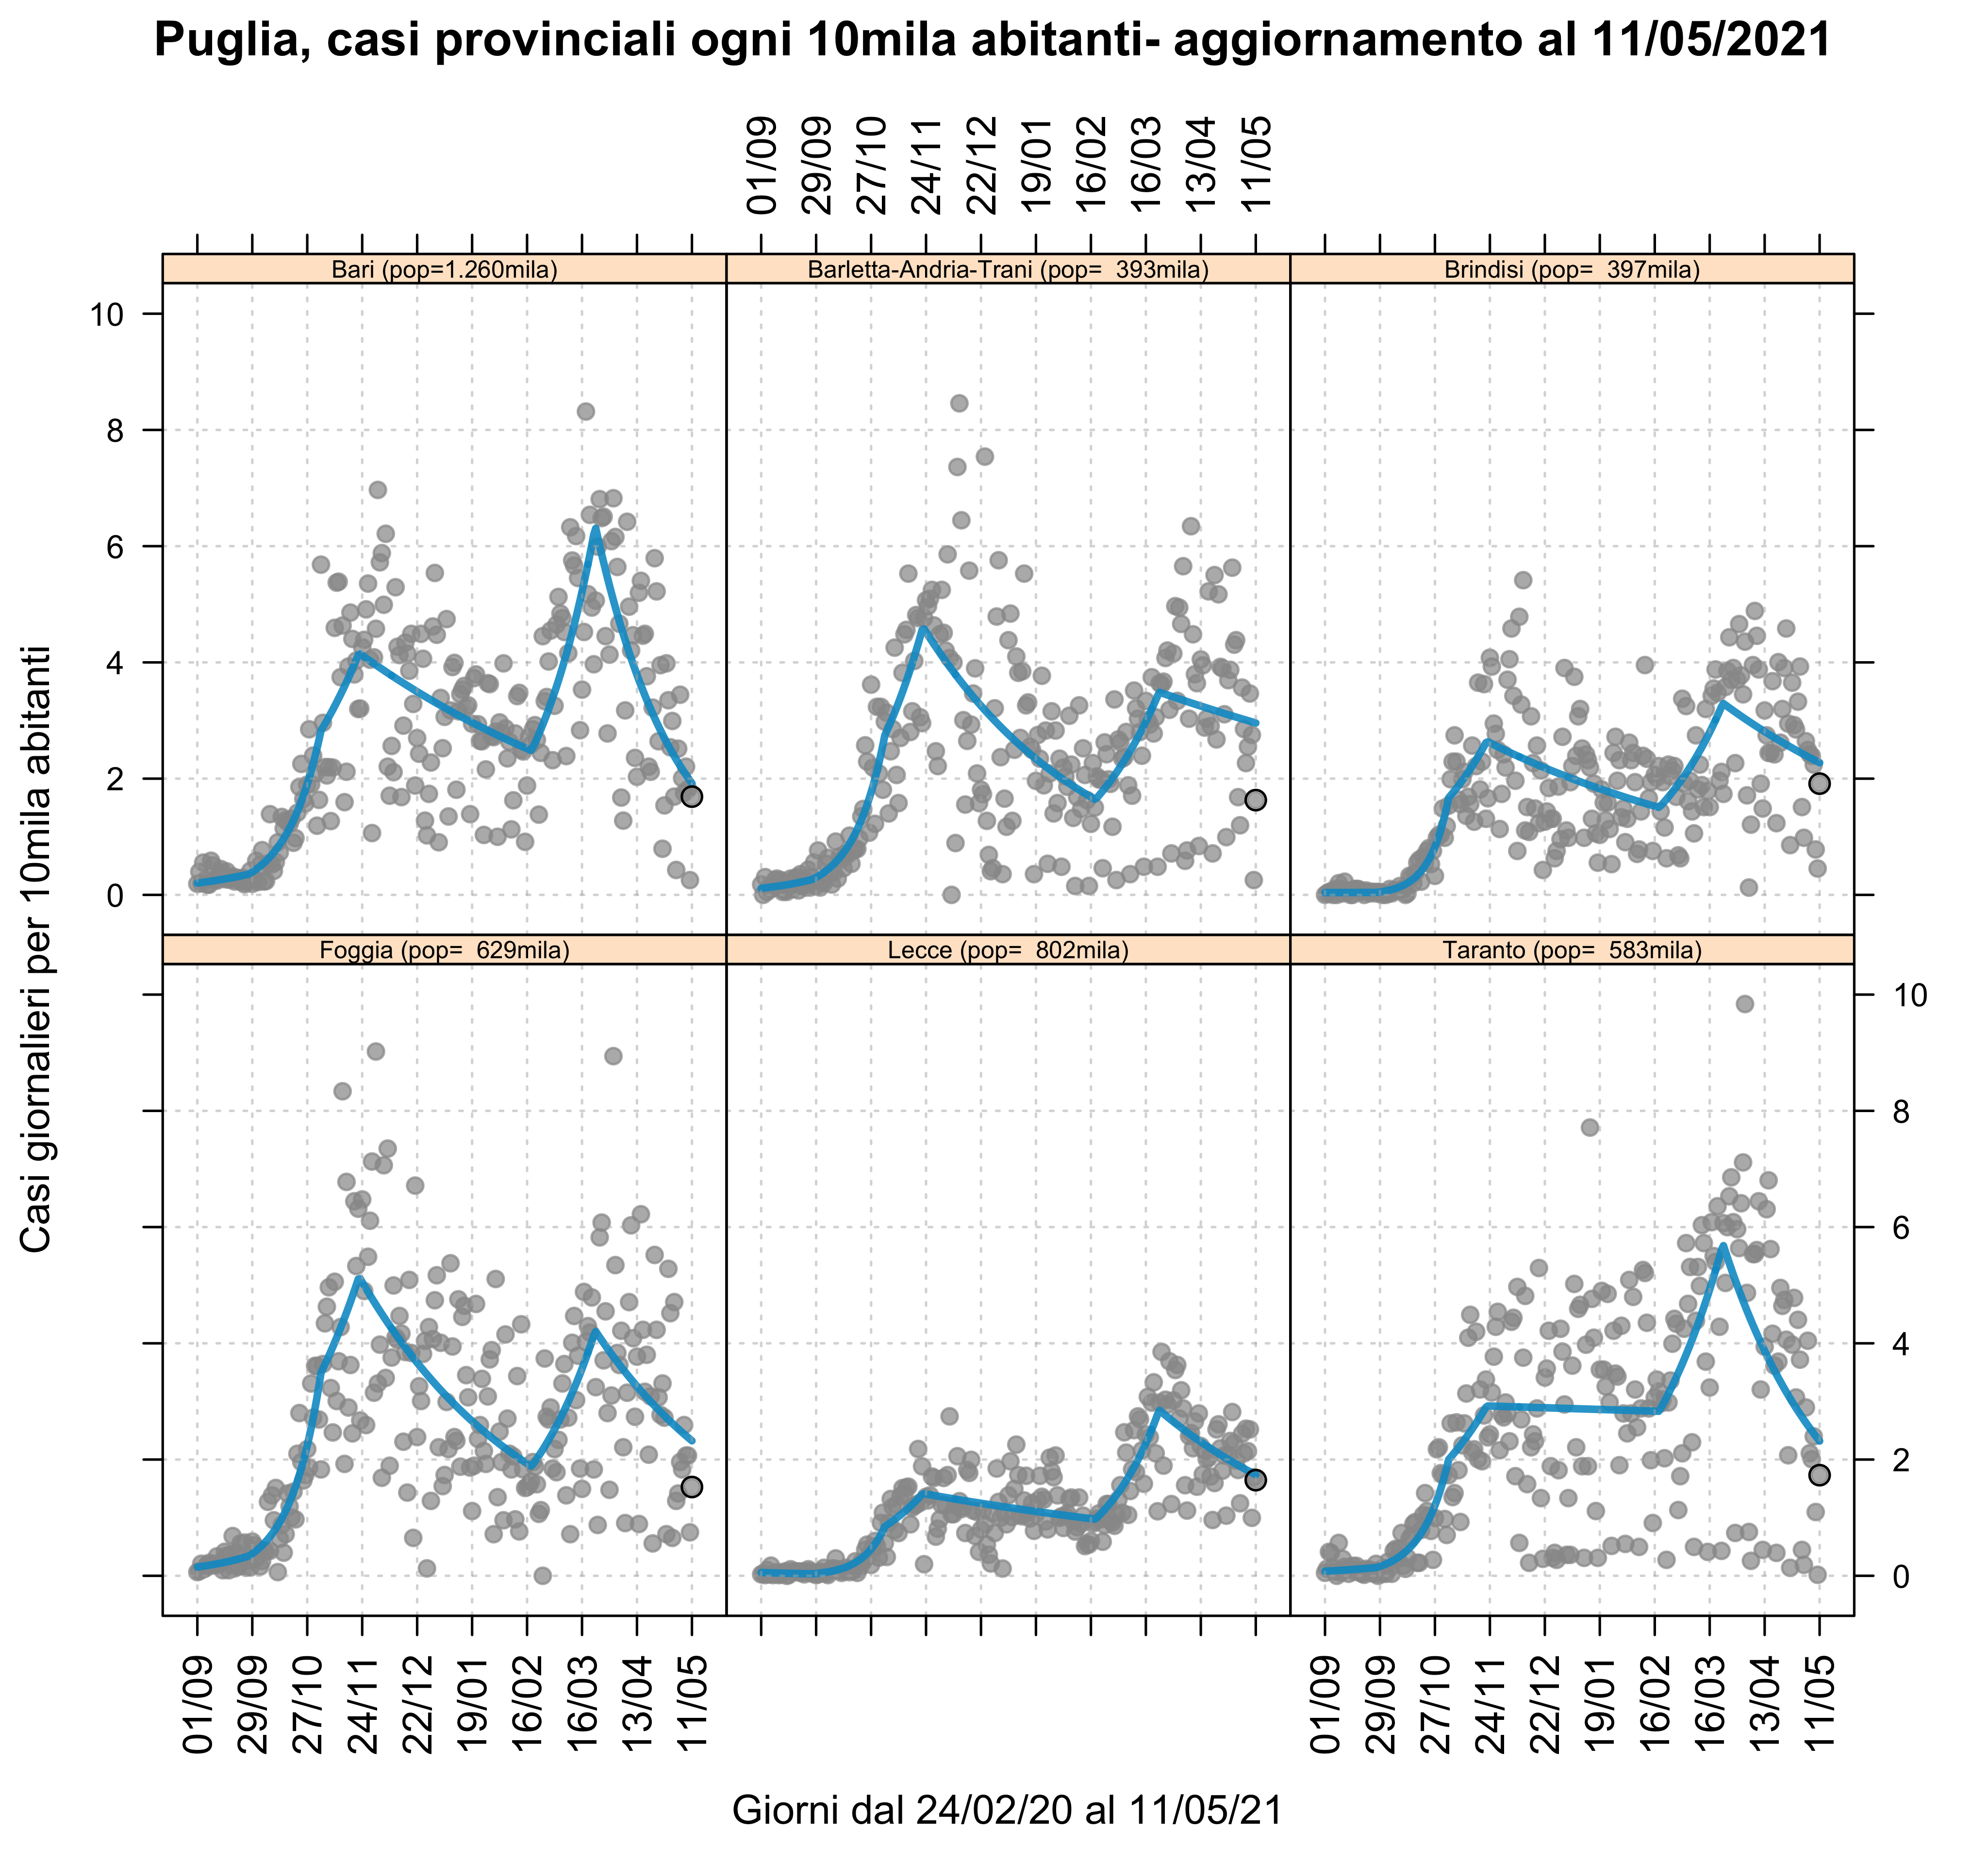 Puglia, casi provinciali ogni 10mila abitanti- aggiornamento al 11/05/2021
01/09 29/09 27/10 24/11 22/12 19/01 16/02 16/03 13/04 11/05
Bari (pop=1.260mila)
Barletta-Andria-Trani (pop=  393mila)
Brindisi (pop=  397mila)
10
8
6
4
2
0
Casi giornalieri per 10mila abitanti
Foggia (pop=  629mila)
Lecce (pop=  802mila)
Taranto (pop=  583mila)
10
8
6
4
2
0
01/09 29/09 27/10 24/11 22/12 19/01 16/02 16/03 13/04 11/05
01/09 29/09 27/10 24/11 22/12 19/01 16/02 16/03 13/04 11/05
Giorni dal 24/02/20 al 11/05/21